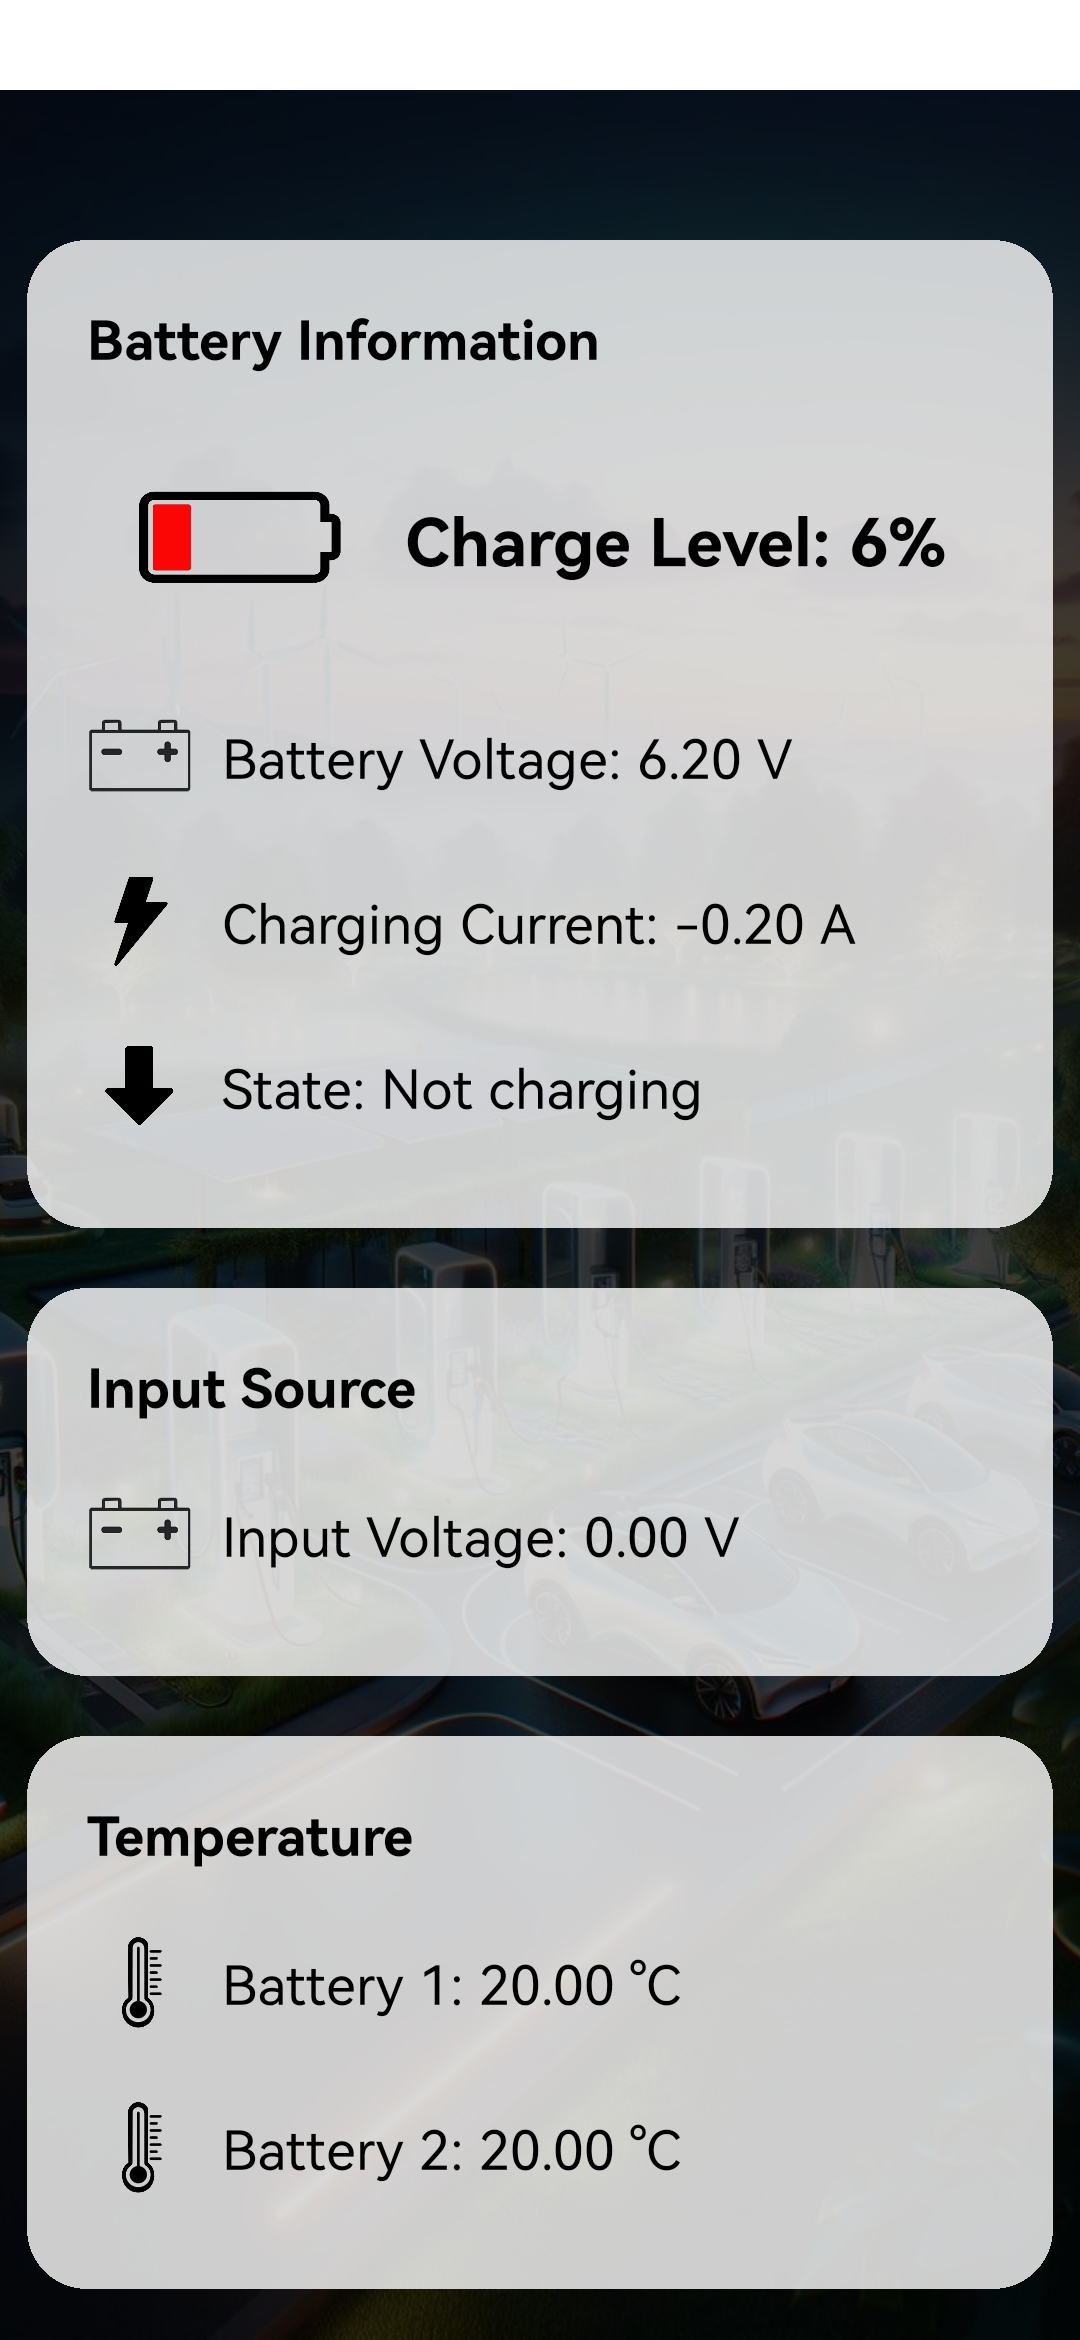 Battery Information
Charge Level: 6%
Battery Voltage: 6.20 V
Charging Current: -0.20 A
State: Not charging
Input Source
Input Voltage: 0.00 V
Temperature
Battery 1: 20.00 °C
Battery 2: 20.00 °C